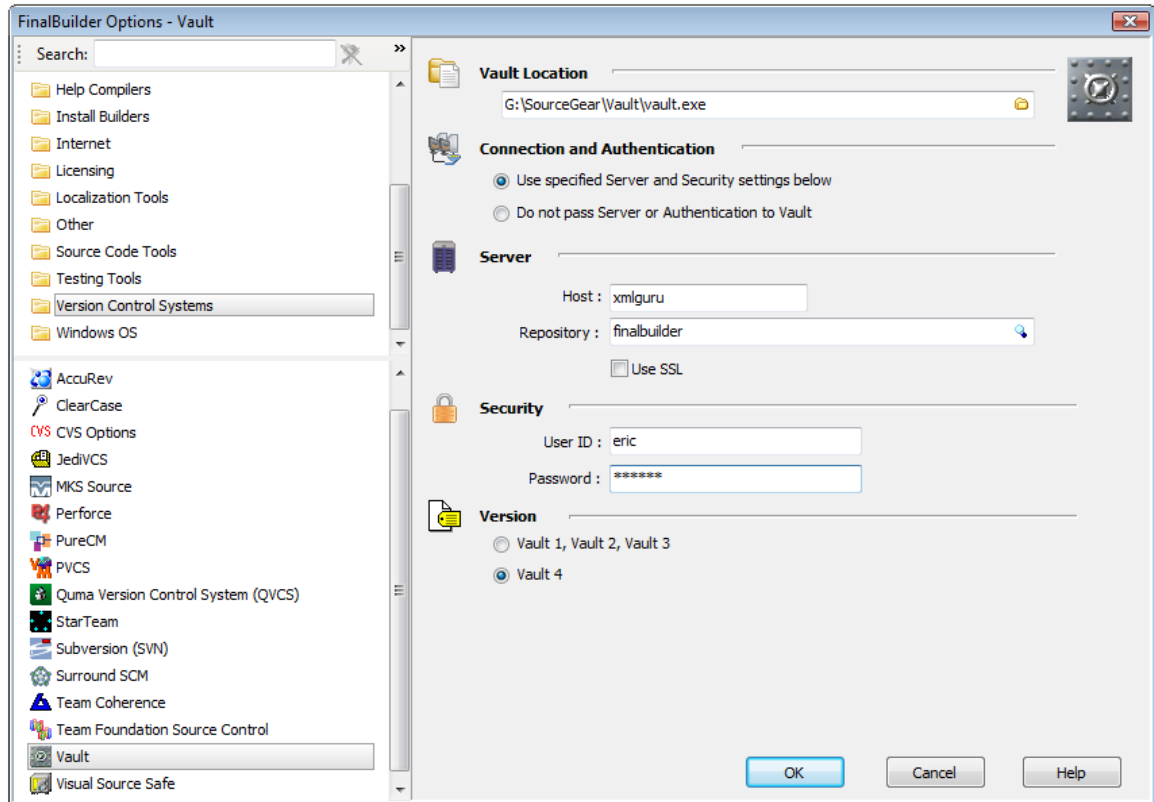 FinalBuilder Options - Vault
Search:
»
Help Compilers
Install Builders
Internet
Licensing
Localization Tools
Other
Source Code Tools
Testing Tools
Version Control Systems
Windows OS
AccuRev
ClearCase
CVS CVS Options
JediVCS
MKS Source
Perforce
PureCM
PVCS
Quma Version Control System (QVCS)
StarTeam
Subversion (SVN)
Surround SCM
Team Coherence
Team Foundation Source Control
Vault
Visual Source Safe
Vault Location
G:\SourceGear\Vault\vault.exe
Connection and Authentication
Use specified Server and Security settings below
Do not pass Server or Authentication to Vault
Server
Host : xmlguru
Repository : finalbuilder
Use SSL
Security
User ID : eric
Password : ******
Version
Vault 1, Vault 2, Vault 3
Vault 4
OK Cancel Help